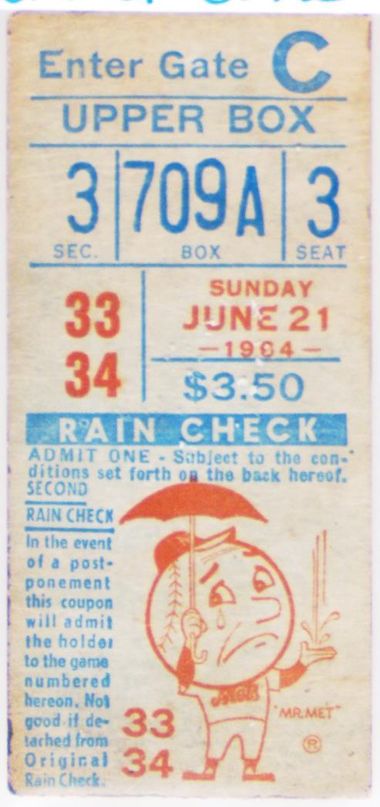 Enter Gate C
UPPER BOX
3 709A 3
SEC. BOX SEAT
33
34
SUNDAY
JUNE 21
—1964—
$3.50
RAIN CHECK
ADMIT ONE - Subject to the con-
ditions set forth on the back hereof.
SECOND
RAIN CHECK
In the event
of a post-
ponement
this coupon
will admit
the holder
to the game
numbered
hereon. Not
good if de-
tached from
Original
Rain Check.
33
34
"MR. MET"
®